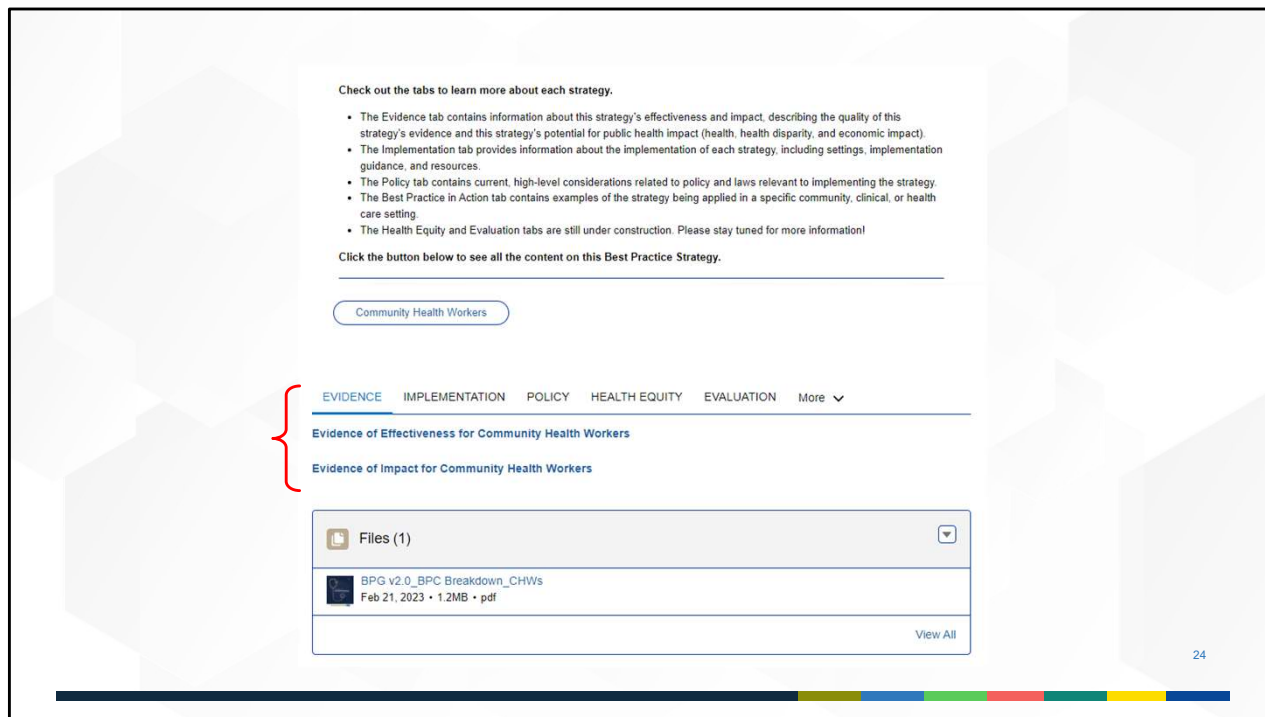 Check out the tabs to learn more about each strategy.
• The Evidence tab contains information about this strategy's effectiveness and impact, describing the quality of this
strategy's evidence and this strategy's potential for public health impact (health, health disparity, and economic impact).
• The Implementation tab provides information about the implementation of each strategy, including settings, implementation
guidance, and resources.
• The Policy tab contains current, high-level considerations related to policy and laws relevant to implementing the strategy.
• The Best Practice in Action tab contains examples of the strategy being applied in a specific community, clinical, or health
care setting.
• The Health Equity and Evaluation tabs are still under construction. Please stay tuned for more information!
Click the button below to see all the content on this Best Practice Strategy.
Community Health Workers
EVIDENCE IMPLEMENTATION POLICY HEALTH EQUITY EVALUATION More
Evidence of Effectiveness for Community Health Workers
Evidence of Impact for Community Health Workers
Files (1)
BPG v2.0_BPC Breakdown_CHWs
Feb 21, 2023 • 1.2MB • pdf
View All
24